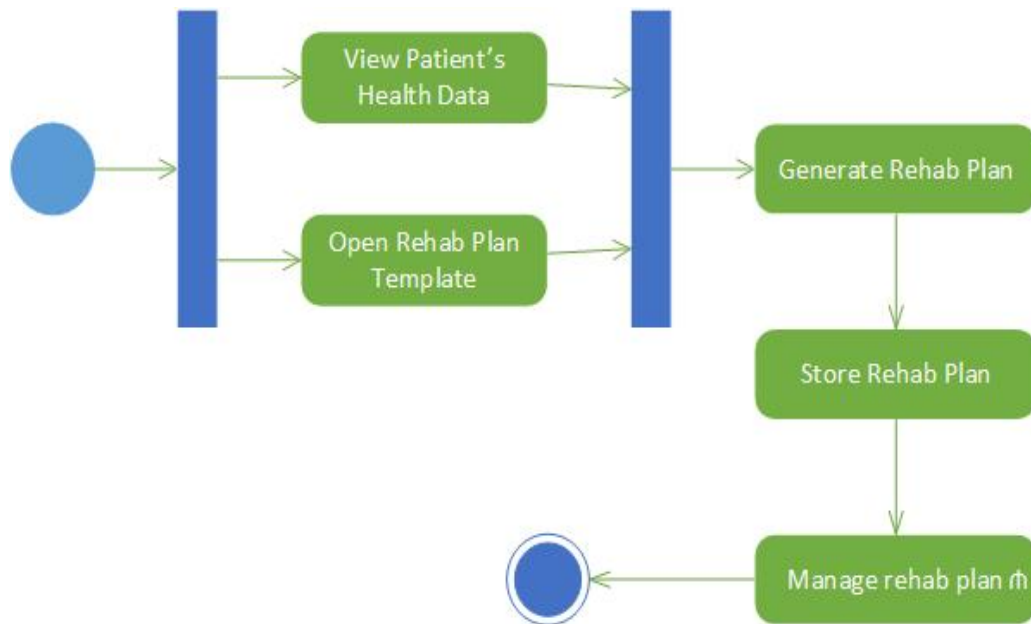 View Patient’s
Health Data
Generate Rehab Plan
Open Rehab Plan
Template
Store Rehab Plan
Manage rehab plan ⫛